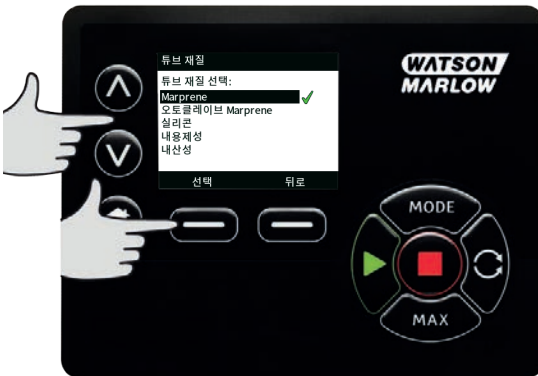 튜브 재질
튜브 재질 선택:
Marprene
오토클레이브 Marprene
실리콘
내용제성
내산성
선택 뒤로
WATSON
MARLOW
MODE
MAX